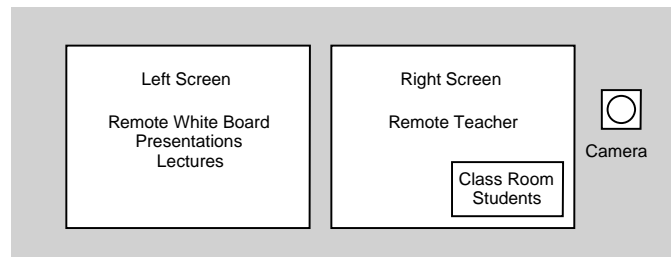 Left Screen
Remote White Board
Presentations
Lectures
Right Screen
Remote Teacher
Class Room
Students
Camera